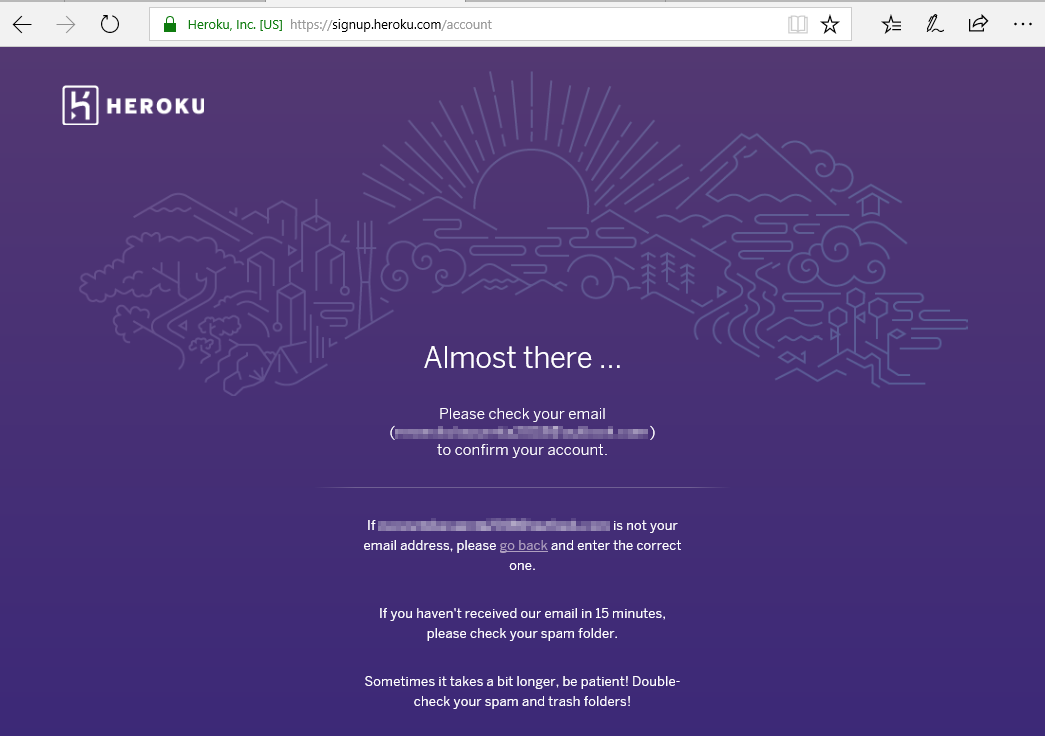 Heroku, Inc. [US] https://signup.heroku.com/account
HEROKU
Almost there ...
Please check your email
( )
to confirm your account.
If is not your
email address, please go back and enter the correct
one.
If you haven't received our email in 15 minutes,
please check your spam folder.
Sometimes it takes a bit longer, be patient! Double-
check your spam and trash folders!